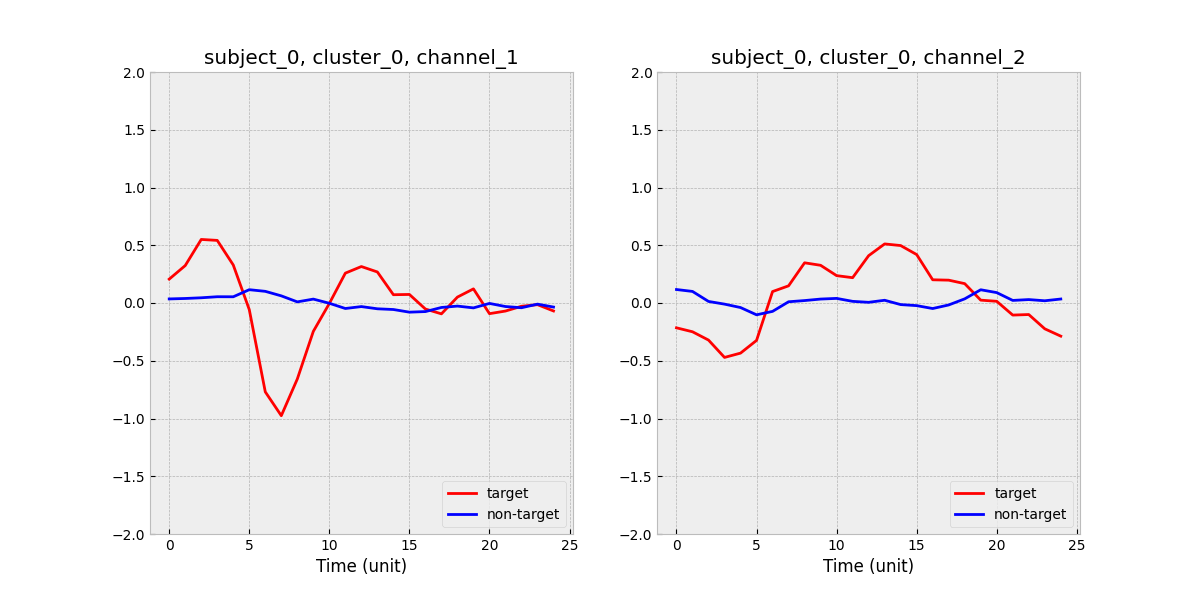 subject_0, cluster_0, channel_1
2.0
1.5
1.0
0.5
0.0
−0.5
−1.0
−1.5
−2.0
0 5 10 15 20 25
Time (unit)
target
non-target
subject_0, cluster_0, channel_2
2.0
1.5
1.0
0.5
0.0
−0.5
−1.0
−1.5
−2.0
0 5 10 15 20 25
Time (unit)
target
non-target